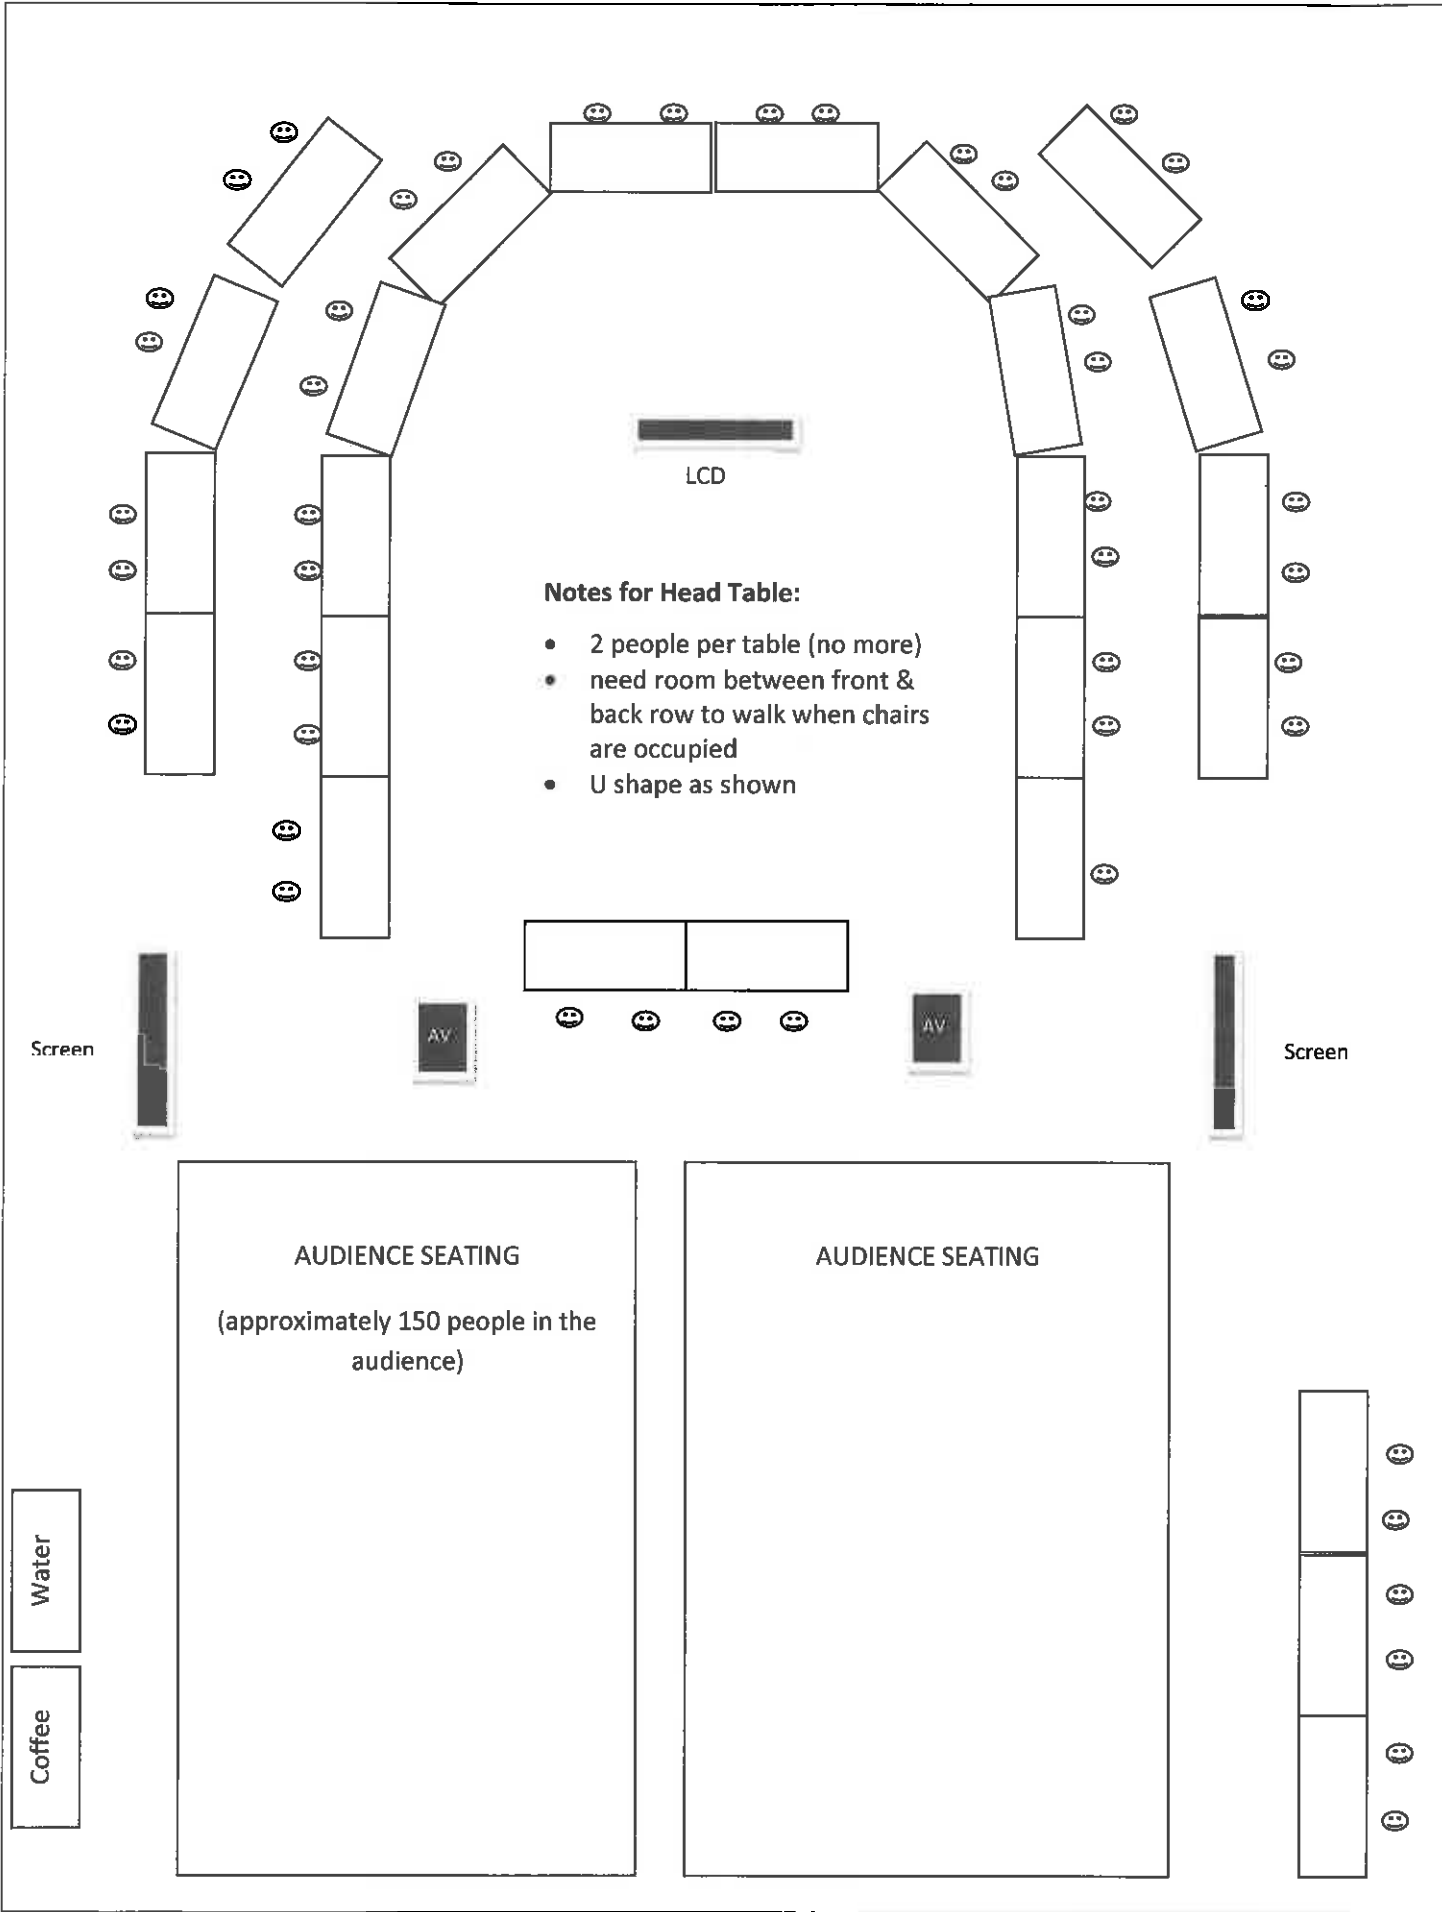 LCD
Notes for Head Table:
• 2 people per table (no more)
• need room between front &
back row to walk when chairs
are occupied
• U shape as shown
AV
AV
Screen
Screen
AUDIENCE SEATING
(approximately 150 people in the
audience)
AUDIENCE SEATING
Water
Coffee